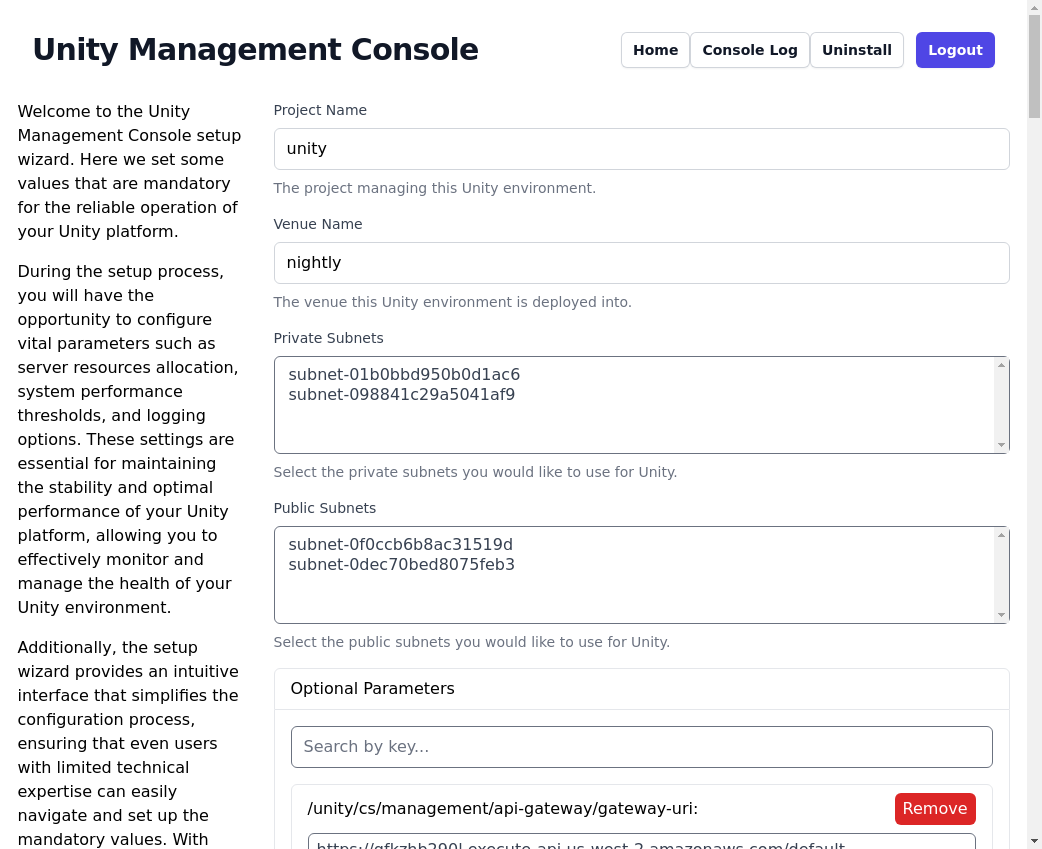 Unity Management Console
Home
Console Log
Uninstall
Logout
Welcome to the Unity
Management Console setup
wizard. Here we set some
values that are mandatory
for the reliable operation of
your Unity platform.
During the setup process,
you will have the
opportunity to configure
vital parameters such as
server resources allocation,
system performance
thresholds, and logging
options. These settings are
essential for maintaining
the stability and optimal
performance of your Unity
platform, allowing you to
effectively monitor and
manage the health of your
Unity environment.
Additionally, the setup
wizard provides an intuitive
interface that simplifies the
configuration process,
ensuring that even users
with limited technical
expertise can easily
navigate and set up the
mandatory values. With
Project Name
unity
The project managing this Unity environment.
Venue Name
nightly
The venue this Unity environment is deployed into.
Private Subnets
subnet-01b0bbd950b0d1ac6
subnet-098841c29a5041af9
Select the private subnets you would like to use for Unity.
Public Subnets
subnet-0f0ccb6b8ac31519d
subnet-0dec70bed8075feb3
Select the public subnets you would like to use for Unity.
Optional Parameters
Search by key...
/unity/cs/management/api-gateway/gateway-uri:
Remove